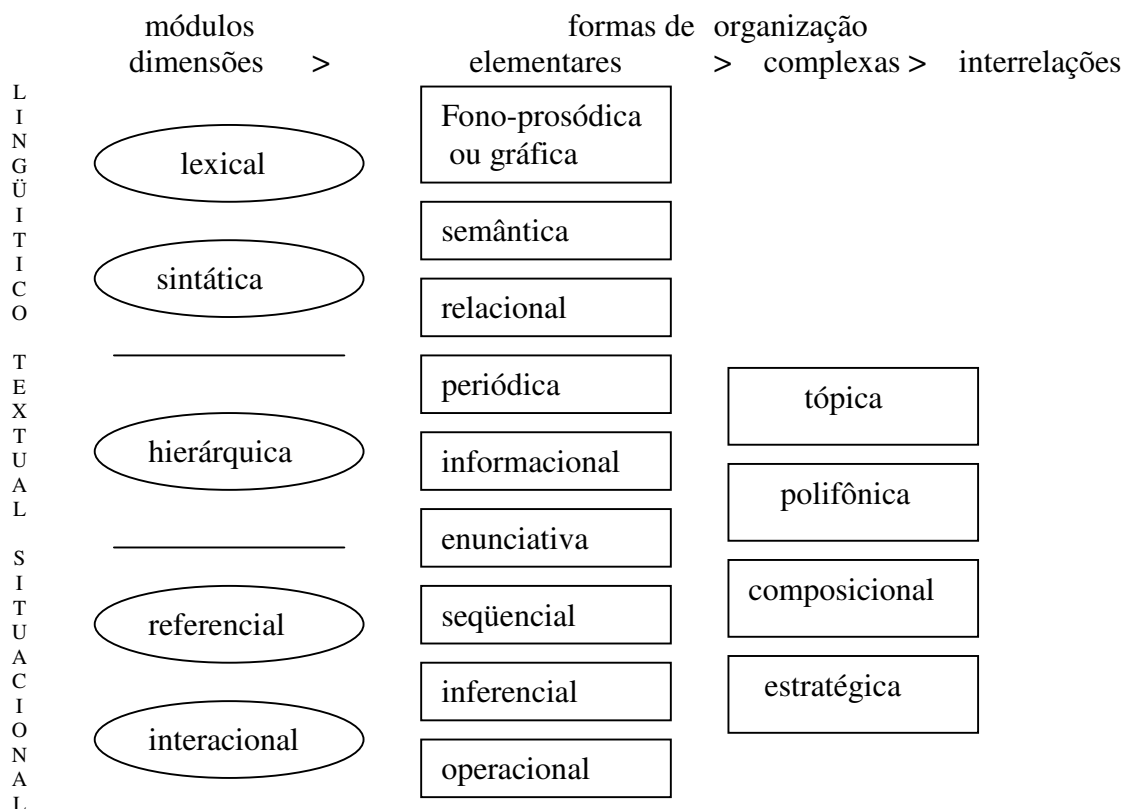 módulos formas de organização
dimensões > elementares > complexas > interrelações
LINGÜITICO
TEXTUAL
SITUACIONAL
lexical
sintática
hierárquica
referencial
interacional
Fono-prosódica
ou gráfica
semântica
relacional
periódica
informacional
enunciativa
seqüencial
inferencial
operacional
tópica
polifônica
composicional
estratégica